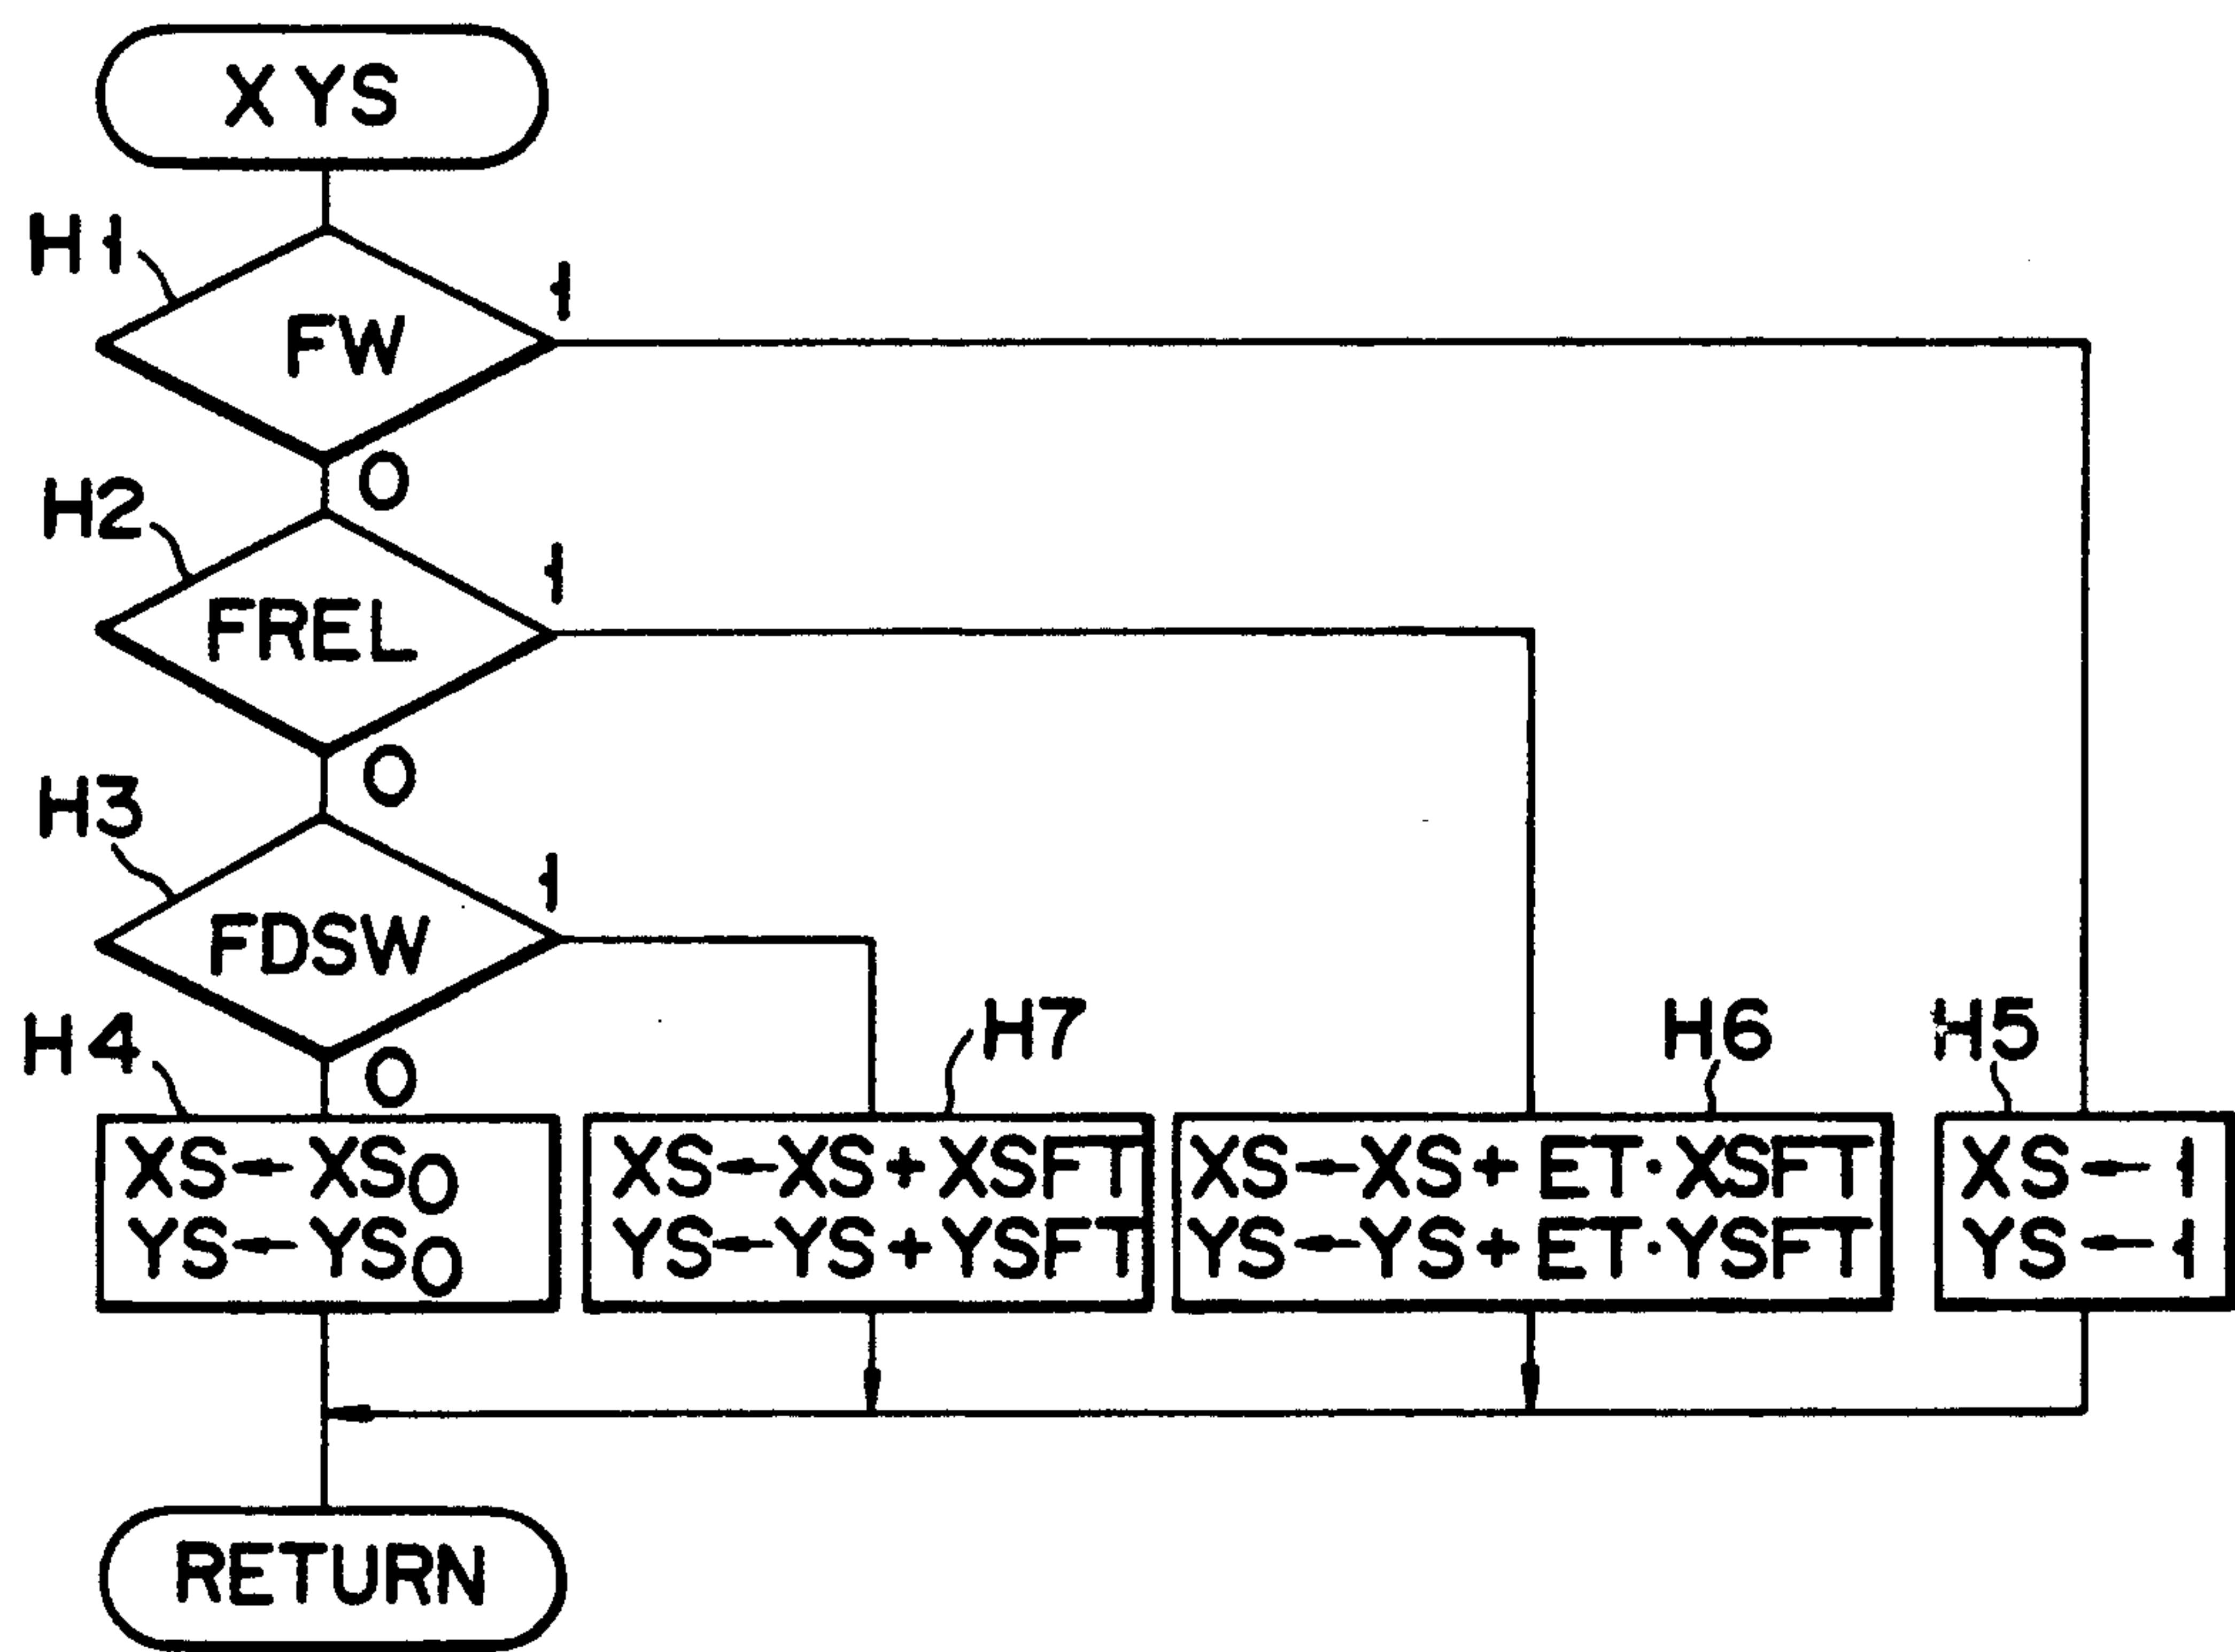 XYS
H1
FW
1
0
H2
FREL
1
0
H3
FDSW
1
0
H4
XS←XS0
YS←YS0
H7
XS←XS+XSFT
YS←YS+YSFT
H6
XS←XS+ET·XSFT
YS←YS+ET·YSFT
H5
XS←1
YS←1
RETURN